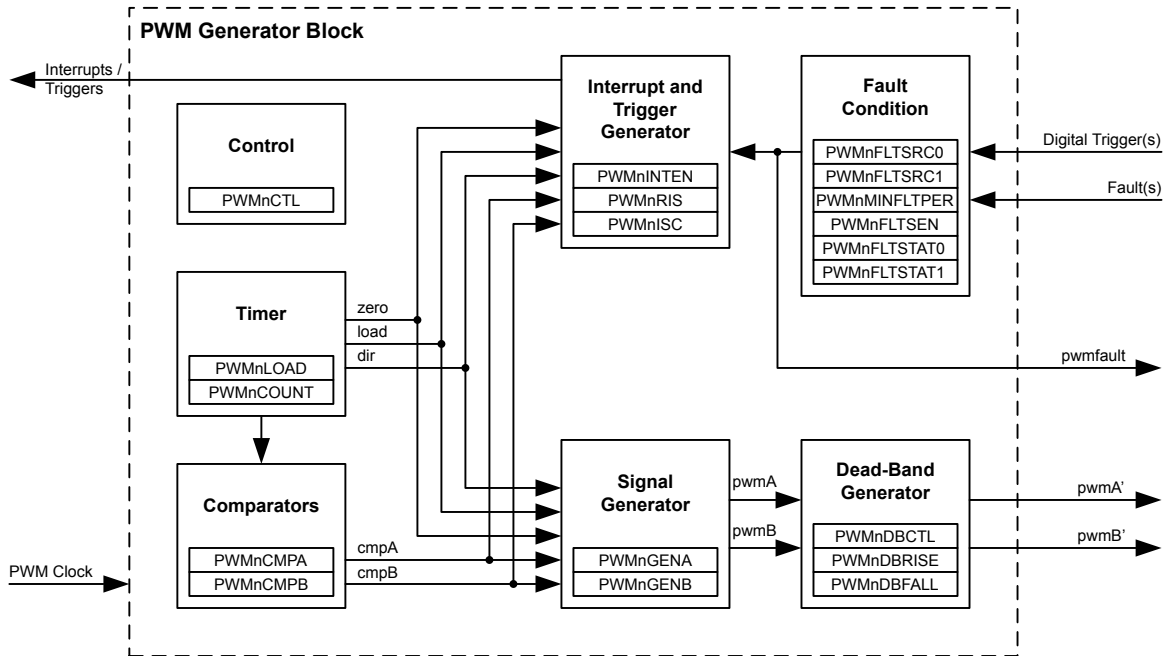 PWM Generator Block
Interrupts /
Triggers
Control
PWMnCTL
Timer
PWMnLOAD
PWMnCOUNT
zero
load
dir
Comparators
PWMnCMPA
PWMnCMPB
cmpA
cmpB
PWM Clock
Interrupt and
Trigger
Generator
PWMnINTEN
PWMnRIS
PWMnISC
Fault
Condition
PWMnFLTSRC0
PWMnFLTSRC1
PWMnMINFLTPER
PWMnFLTSEN
PWMnFLTSTAT0
PWMnFLTSTAT1
Digital Trigger(s)
Fault(s)
pwmfault
Signal
Generator
PWMnGENA
PWMnGENB
pwmA
pwmB
Dead-Band
Generator
PWMnDBCTL
PWMnDBRISE
PWMnDBFALL
pwmA’
pwmB’